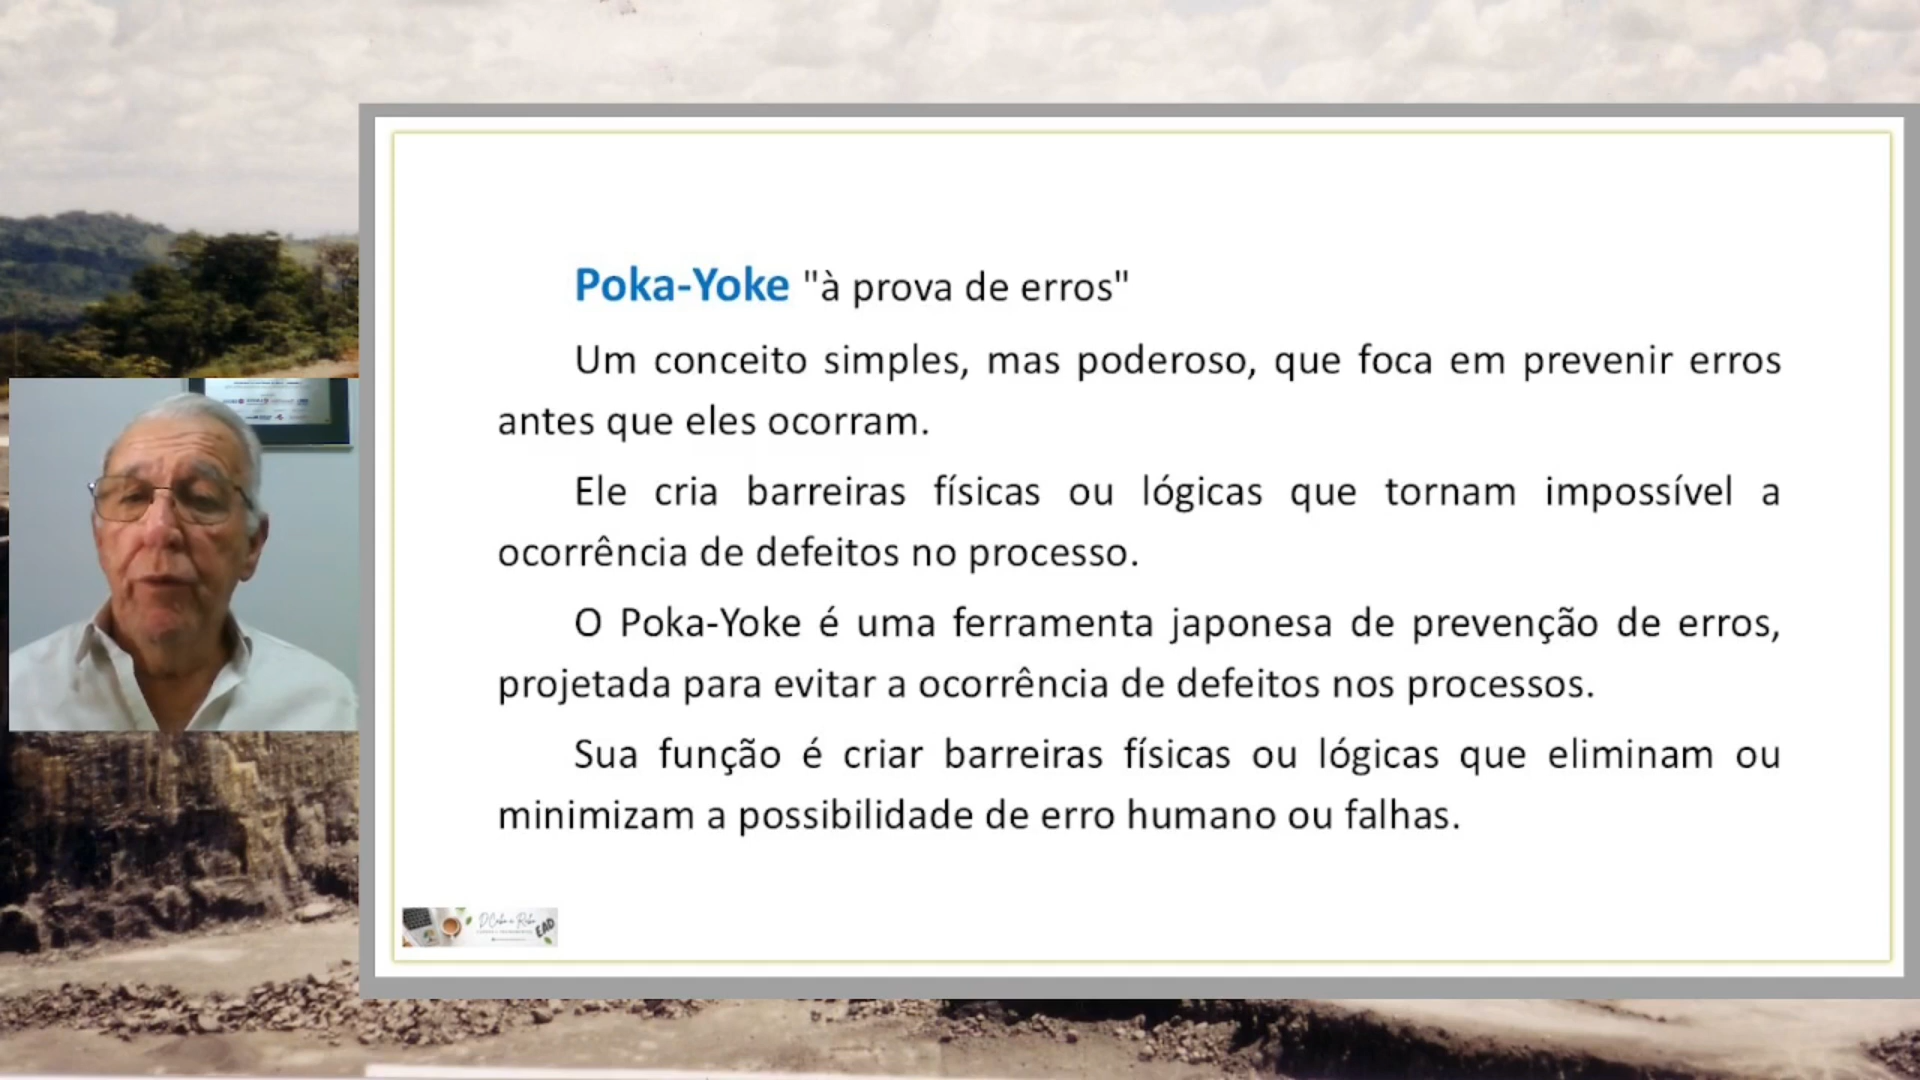 Poka-Yoke "à prova de erros"
Um conceito simples, mas poderoso, que foca em prevenir erros
antes que eles ocorram.
Ele cria barreiras físicas ou lógicas que tornam impossível a
ocorrência de defeitos no processo.
O Poka-Yoke é uma ferramenta japonesa de prevenção de erros,
projetada para evitar a ocorrência de defeitos nos processos.
Sua função é criar barreiras físicas ou lógicas que eliminam ou
minimizam a possibilidade de erro humano ou falhas.
EAD